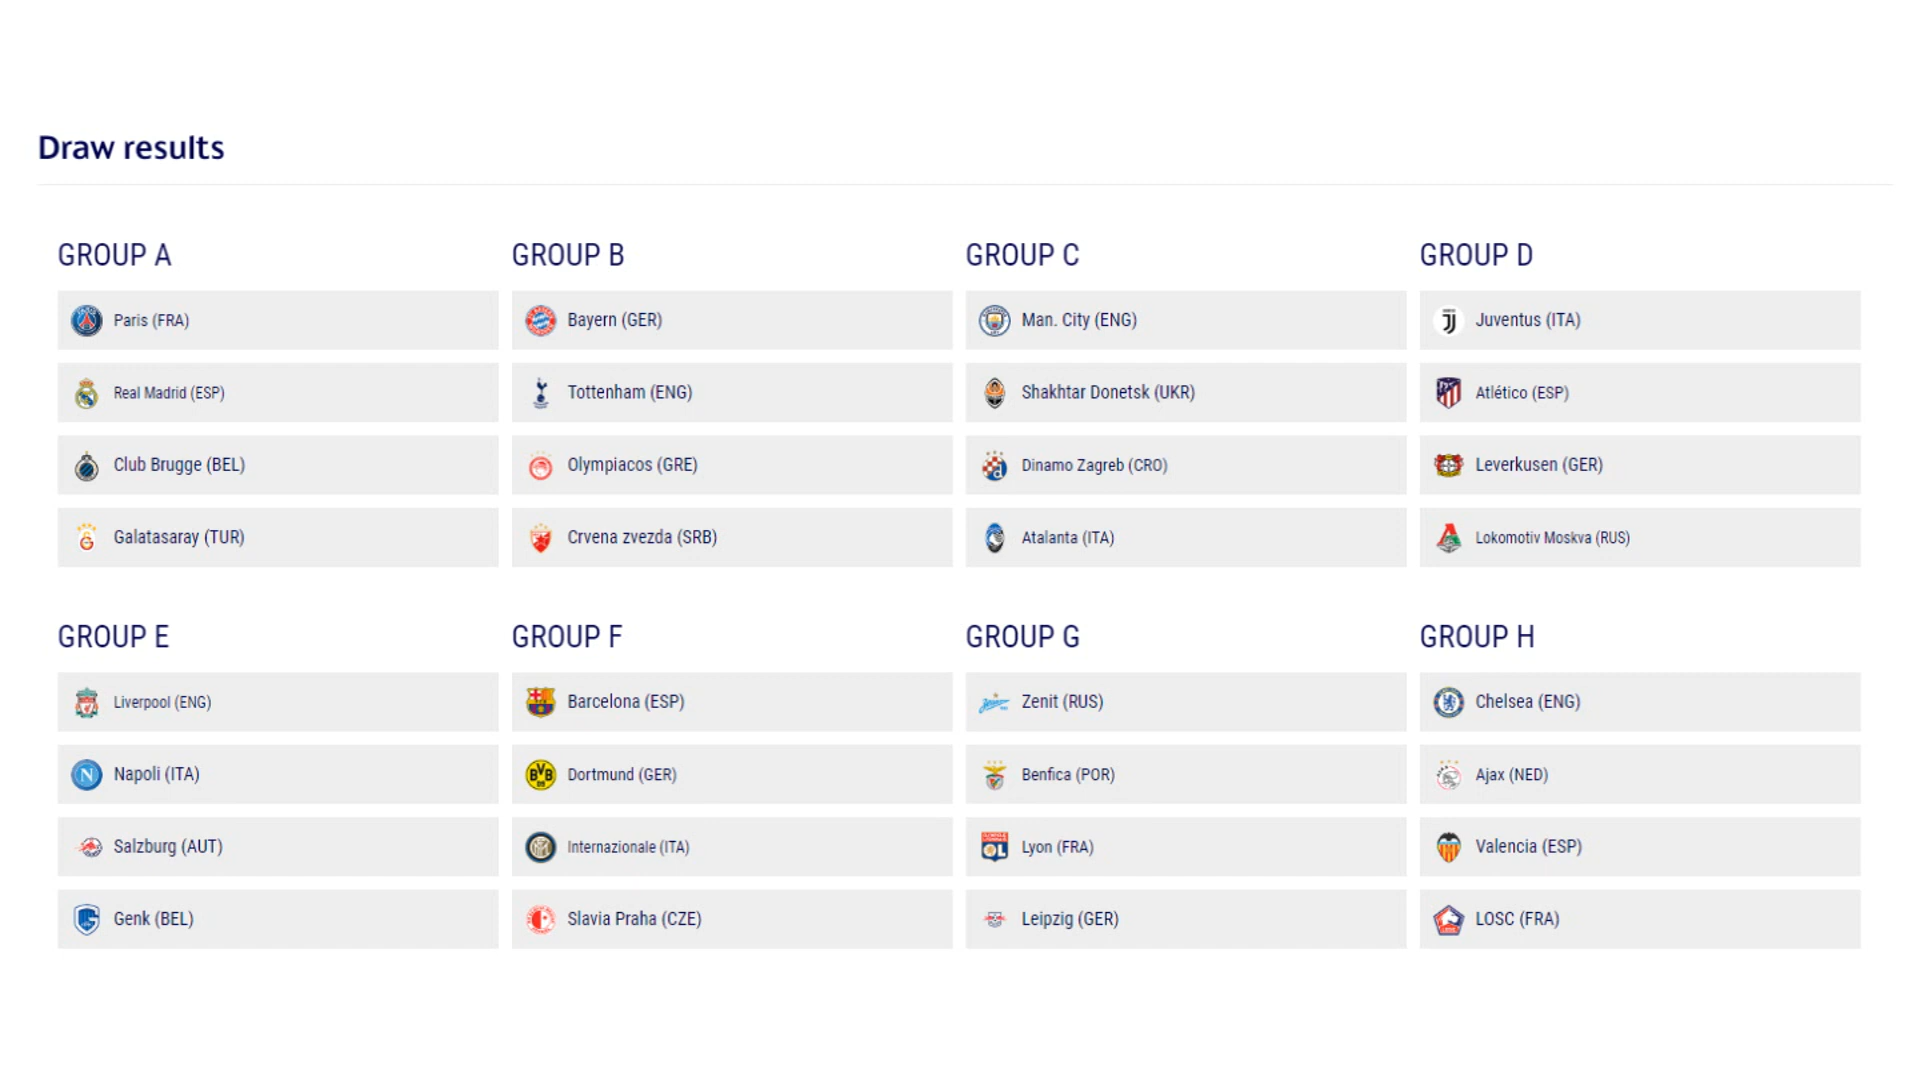 Draw results
GROUP A
Paris (FRA)
Real Madrid (ESP)
Club Brugge (BEL)
Galatasaray (TUR)
GROUP B
Bayern (GER)
Tottenham (ENG)
Olympiacos (GRE)
Crvena zvezda (SRB)
GROUP C
Man. City (ENG)
Shakhtar Donetsk (UKR)
Dinamo Zagreb (CRO)
Atalanta (ITA)
GROUP D
Juventus (ITA)
Atlético (ESP)
Leverkusen (GER)
Lokomotiv Moskva (RUS)
GROUP E
Liverpool (ENG)
Napoli (ITA)
Salzburg (AUT)
Genk (BEL)
GROUP F
Barcelona (ESP)
BVB
09
Dortmund (GER)
Internazionale (ITA)
Slavia Praha (CZE)
GROUP G
Zenit (RUS)
Benfica (POR)
OL
Lyon (FRA)
Leipzig (GER)
GROUP H
Chelsea (ENG)
Ajax (NED)
Valencia (ESP)
LOSC (FRA)